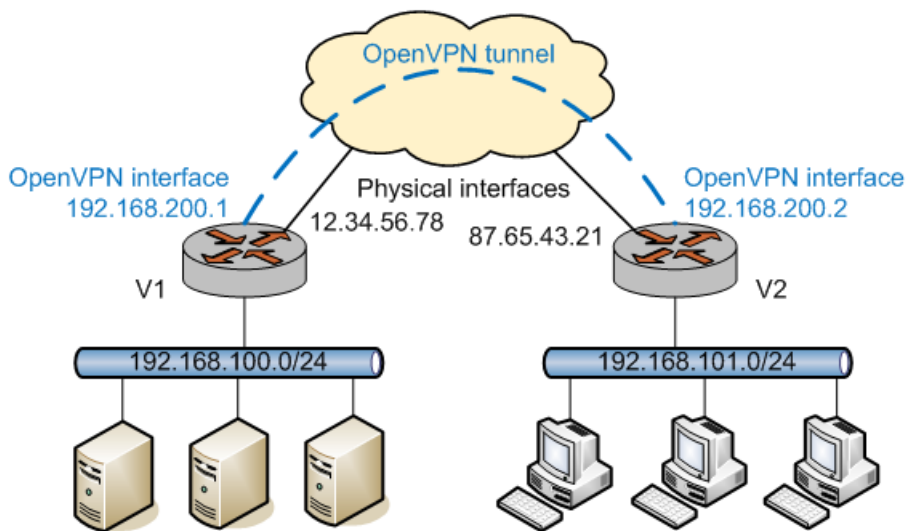 OpenVPN tunnel
OpenVPN interface
192.168.200.1
Physical interfaces
12.34.56.78
87.65.43.21
OpenVPN interface
192.168.200.2
V1
V2
192.168.100.0/24
192.168.101.0/24